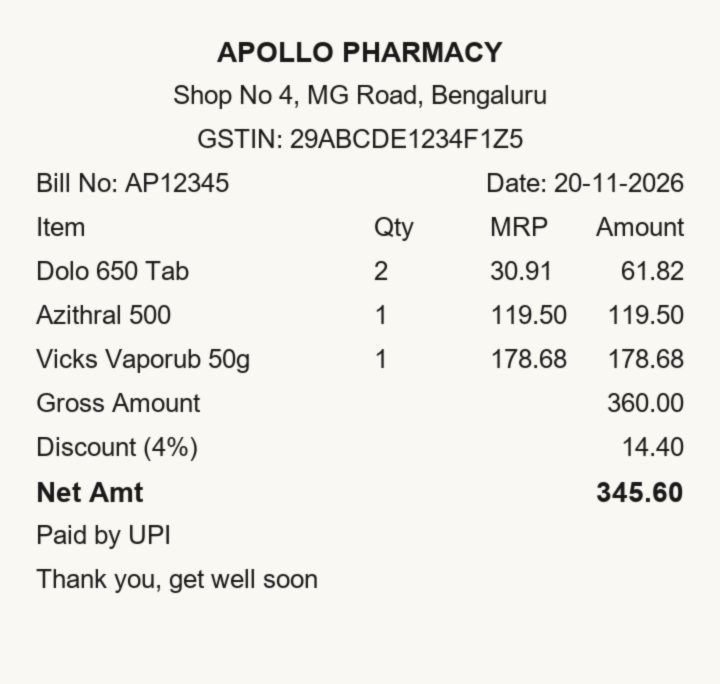 APOLLO PHARMACY
Shop No 4, MG Road, Bengaluru
GSTIN: 29ABCDE1234F1Z5
Bill No: AP12345 Date: 20-11-2026
Item Qty MRP Amount
Dolo 650 Tab 2 30.91 61.82
Azithral 500 1 119.50 119.50
Vicks Vaporub 50g 1 178.68 178.68
Gross Amount 360.00
Discount (4%) 14.40
Net Amt 345.60
Paid by UPI
Thank you, get well soon